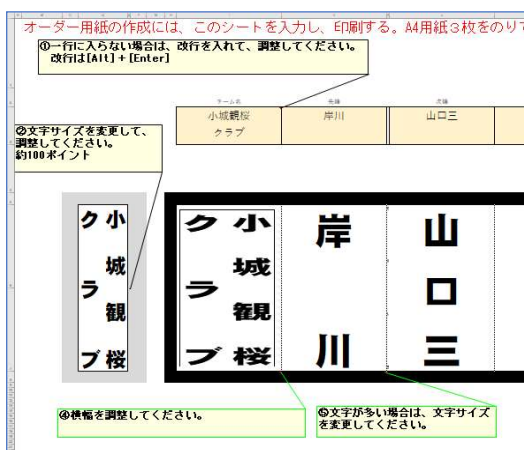 オーダー用紙の作成には、このシートを入力し、印刷する。A4用紙３枚をのりで
①一行に入らない場合は、改行を入れて、調整してください。
改行は[Alt]+[Enter]
チーム名
先鋒
次鋒
小城観桜
クラブ
岸川
山口三
②文字サイズを変更して、
調整してください。
約100ポイント
小城観桜
クラブ
小城観桜
クラブ
岸川
山口三
④横幅を調整してください。
⑤文字が多い場合は、文字サイズ
を変更してください。